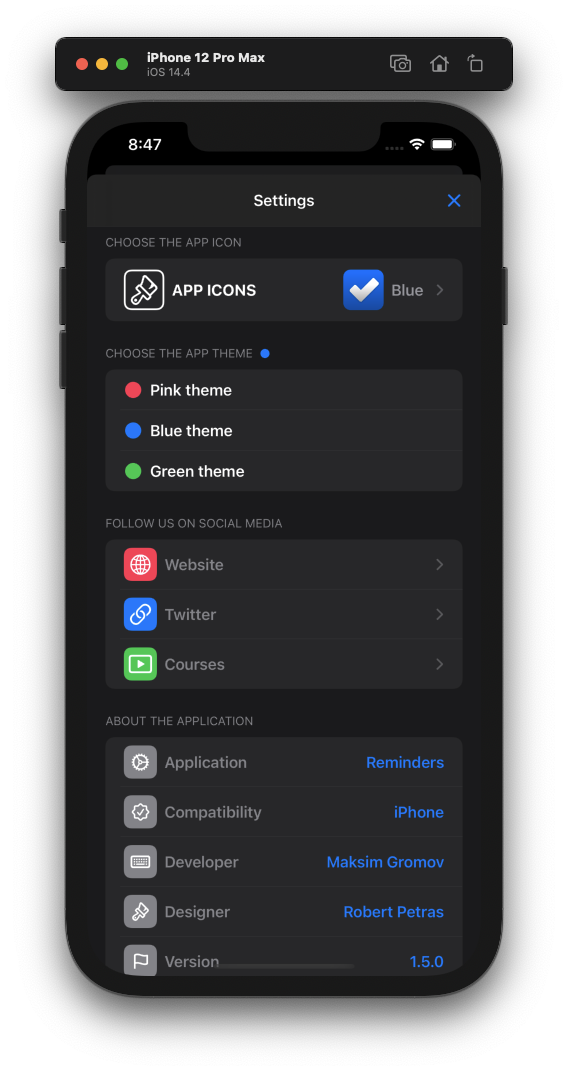 iPhone 12 Pro Max
iOS 14.4
8:47
Settings
CHOOSE THE APP ICON
APP ICONS Blue
CHOOSE THE APP THEME
Pink theme
Blue theme
Green theme
FOLLOW US ON SOCIAL MEDIA
Website
Twitter
Courses
ABOUT THE APPLICATION
Application Reminders
Compatibility iPhone
Developer Maksim Gromov
Designer Robert Petras
Version 1.5.0